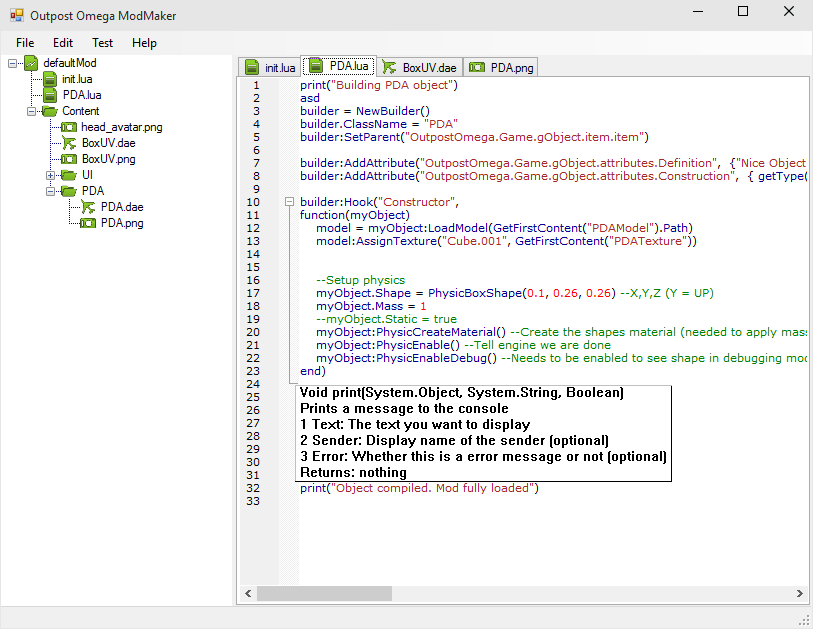 Outpost Omega ModMaker
File Edit Test Help
defaultMod
init.lua
PDA.lua
Content
head_avatar.png
BoxUV.dae
BoxUV.png
UI
PDA
PDA.dae
PDA.png
init.lua PDA.lua BoxUV.dae PDA.png
1 print("Building PDA object")
2 asd
3 builder = NewBuilder()
4 builder.ClassName = "PDA"
5 builder:SetParent("OutpostOmega.Game.gObject.item.item")
6
7 builder:AddAttribute("OutpostOmega.Game.gObject.attributes.Definition", {"Nice Object
8 builder:AddAttribute("OutpostOmega.Game.gObject.attributes.Construction", { getType(
9
10 builder:Hook("Constructor",
11 function(myObject)
12 model = myObject:LoadModel(GetFirstContent("PDAModel").Path)
13 model:AssignTexture("Cube.001", GetFirstContent("PDATexture"))
14
15
16 --Setup physics
17 myObject.Shape = PhysicBoxShape(0.1, 0.26, 0.26) --X,Y,Z (Y = UP)
18 myObject.Mass = 1
19 --myObject.Static = true
20 myObject:PhysicCreateMaterial() --Create the shapes material (needed to apply mas
21 myObject:PhysicEnable() --Tell engine we are done
22 myObject:PhysicEnableDebug() --Needs to be enabled to see shape in debugging mo
23 end)
24
25 Void print(System.Object, System.String, Boolean)
26 Prints a message to the console
27 1 Text: The text you want to display
28 2 Sender: Display name of the sender (optional)
29 3 Error: Whether this is a error message or not (optional)
30 Returns: nothing
31
32 print("Object compiled. Mod fully loaded")
33